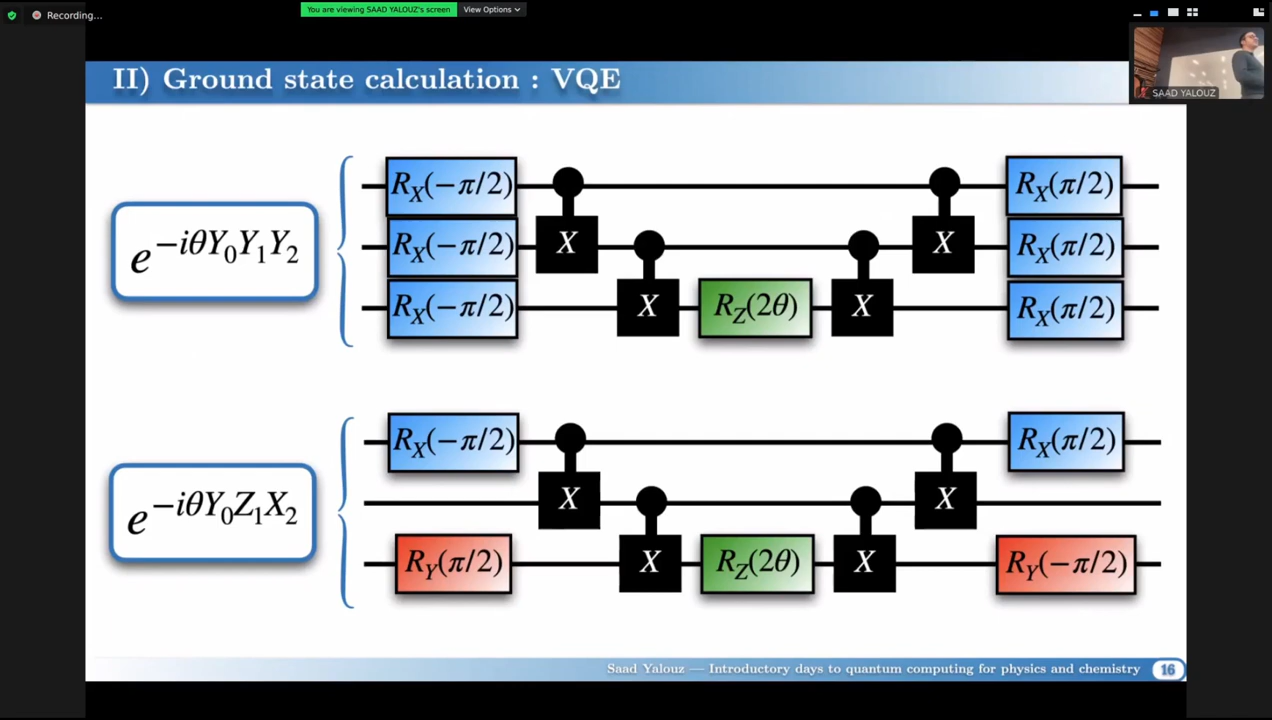 Recording...
You are viewing SAAD YALOUZ's screen
View Options
SAAD YALOUZ
II) Ground state calculation : VQE
e^{-iθY_0Y_1Y_2}
R_X(−π/2) R_X(π/2)
R_X(−π/2) X X R_X(π/2)
R_X(−π/2) X R_Z(2θ) X R_X(π/2)
e^{-iθY_0Z_1X_2}
R_X(−π/2) R_X(π/2)
X X
R_Y(π/2) X R_Z(2θ) X R_Y(−π/2)
Saad Yalouz — Introductory days to quantum computing for physics and chemistry 16